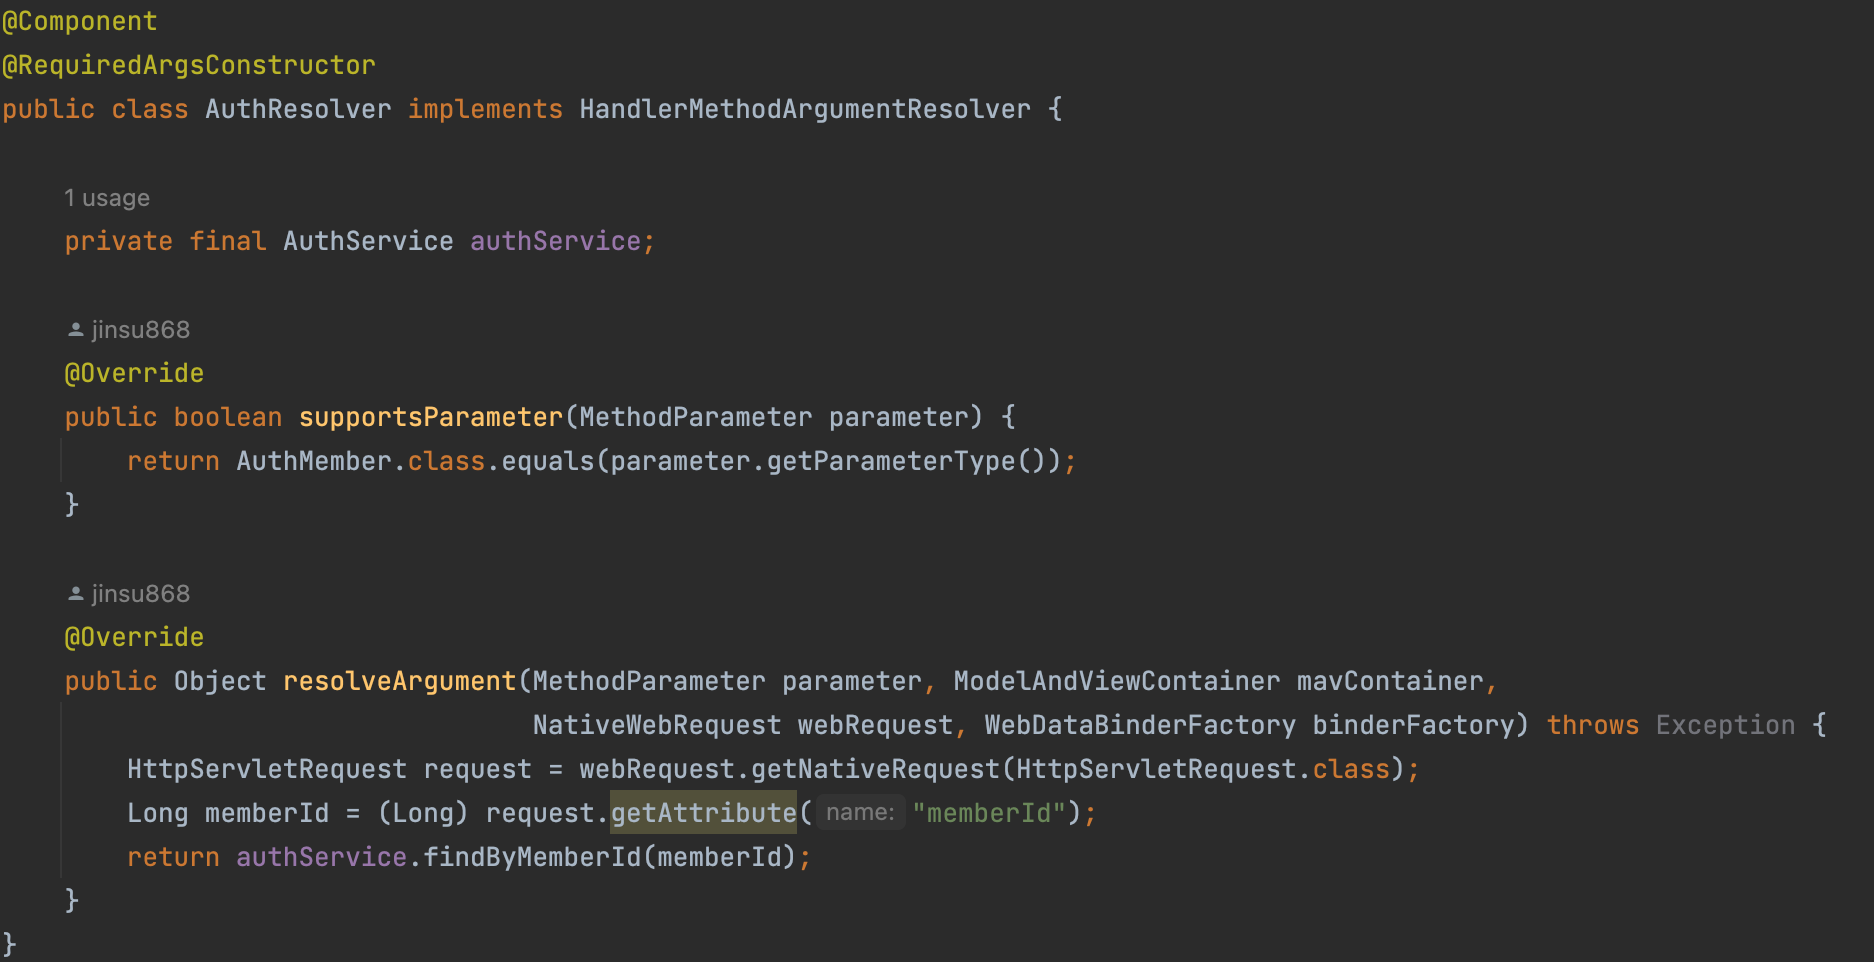 @Component
@RequiredArgsConstructor
public class AuthResolver implements HandlerMethodArgumentResolver {
1 usage
private final AuthService authService;
jinsu868
@Override
public boolean supportsParameter(MethodParameter parameter) {
return AuthMember.class.equals(parameter.getParameterType());
}
jinsu868
@Override
public Object resolveArgument(MethodParameter parameter, ModelAndViewContainer mavContainer,
NativeWebRequest webRequest, WebDataBinderFactory binderFactory) throws Exception {
HttpServletRequest request = webRequest.getNativeRequest(HttpServletRequest.class);
Long memberId = (Long) request.getAttribute( name: "memberId");
return authService.findByMemberId(memberId);
}
}